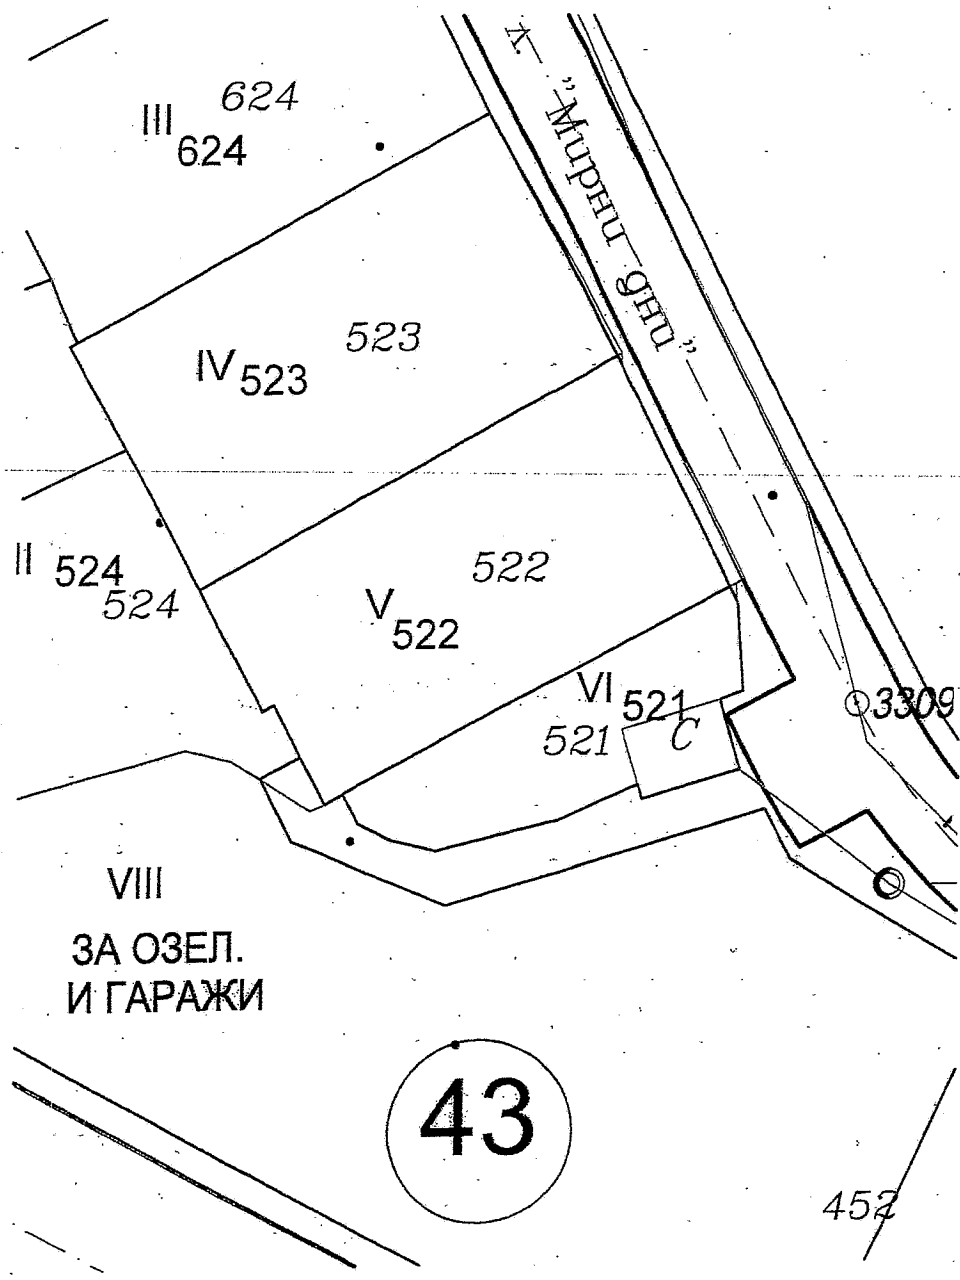 624
III 624
л. „Мирни дни”
523
IV 523
II 524
524
522
V 522
VI 521
521
С
3309
VIII
ЗА ОЗЕЛ.
И ГАРАЖИ
43
452